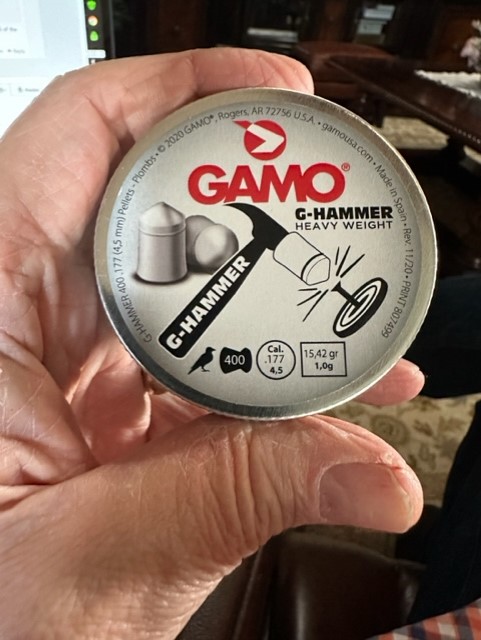 G-HAMMER 400 .177 (4,5 mm) Pellets - Plombs • © 2020 GAMO®, Rogers, AR 72756 U.S.A. • gamousa.com • Made in Spain • Rev. 11/20 • PRINT 807499
GAMO®
G-HAMMER
HEAVY WEIGHT
G-HAMMER
400
Cal.
.177
4,5
15,42 gr
1,0g